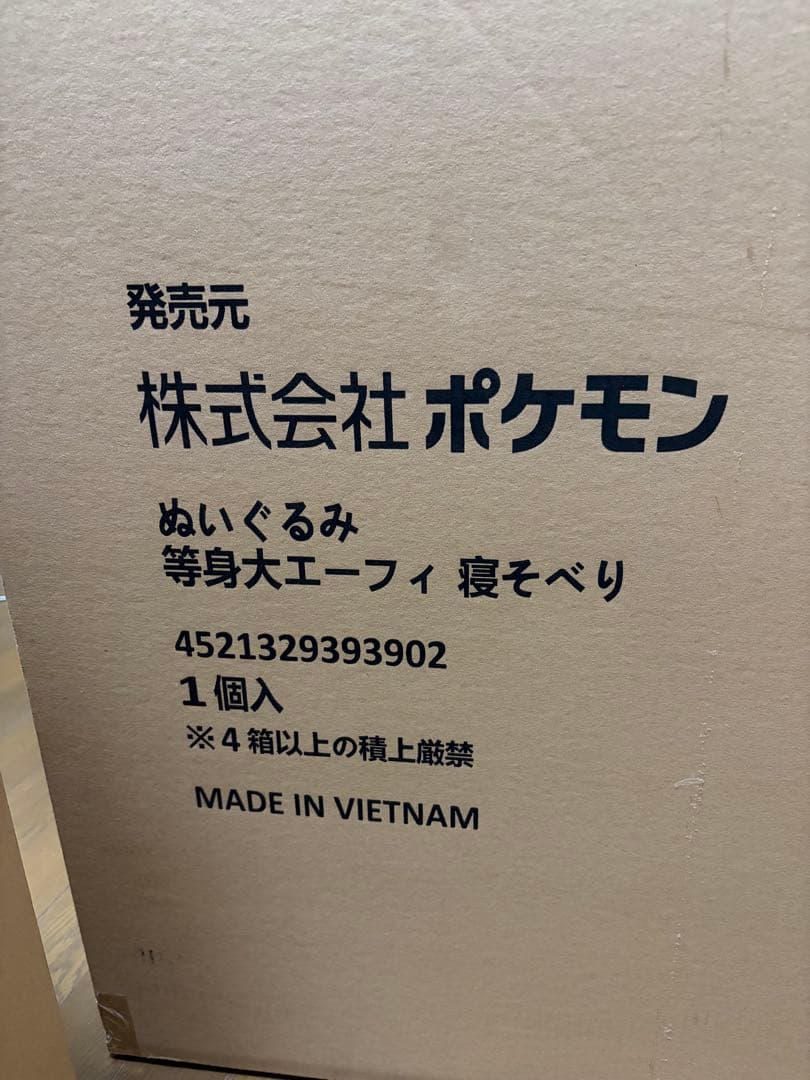 発売元
株式会社ポケモン
ぬいぐるみ
等身大エーフィ 寝そべり
4521329393902
1個入
※4箱以上の積上厳禁
MADE IN VIETNAM